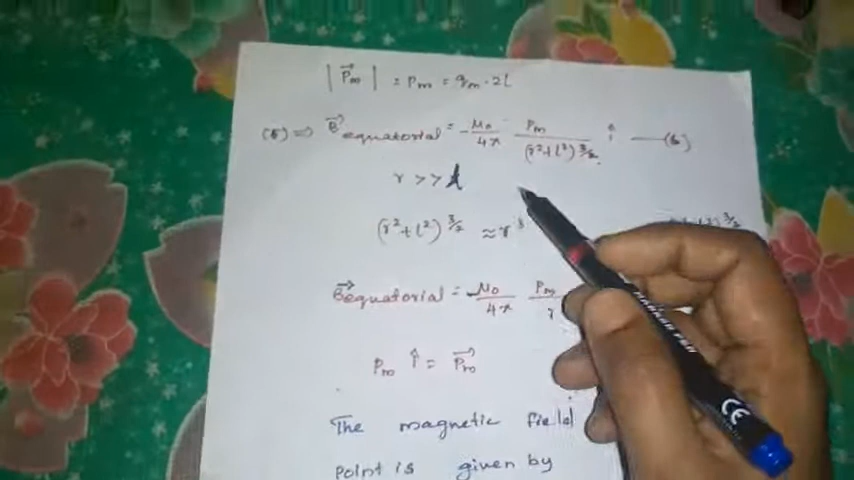 |p⃗m| = pm = qm · 2l
(5) ⇒ B⃗ equatorial = -μ0/4π pm/(r²+l²)^3/2 î —(6)
r >> l
(r²+l²)^3/2 ≈ r³
B⃗ equatorial = -μ0/4π pm/r
pm î = p⃗m
The magnetic field
point is given by